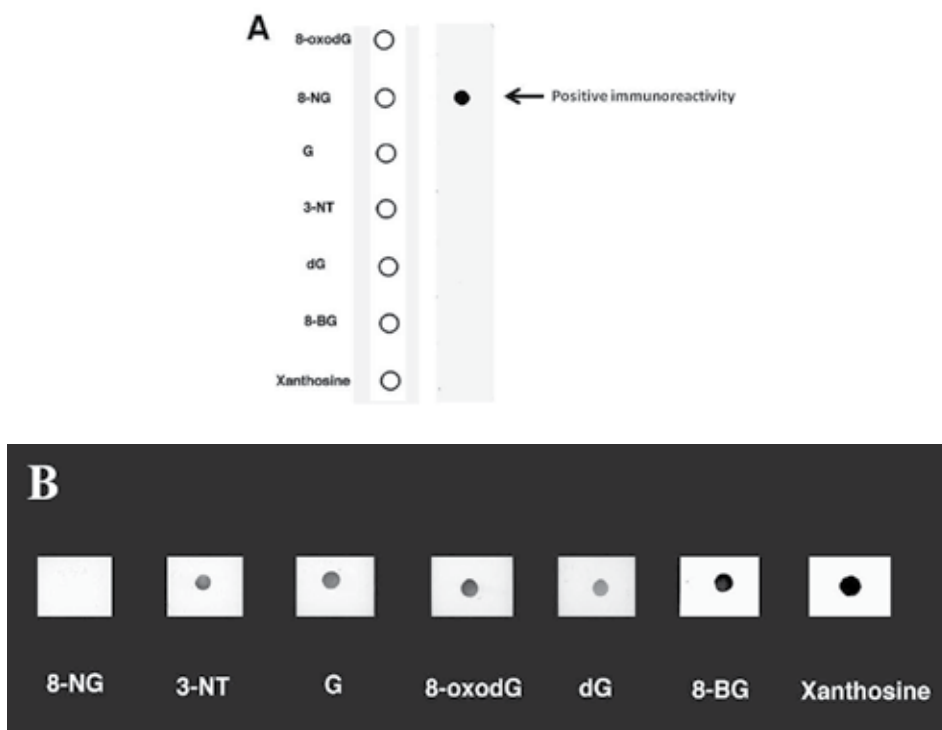 A
8-oxodG
8-NG
Positive immunoreactivity
G
3-NT
dG
8-BG
Xanthosine
B
8-NG 3-NT G 8-oxodG dG 8-BG Xanthosine